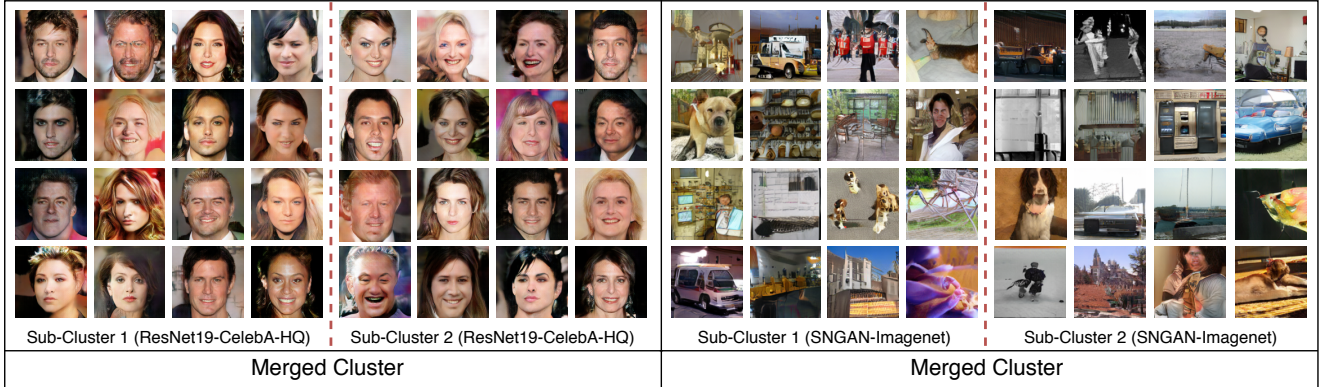 Sub-Cluster 1 (ResNet19-CelebA-HQ)
Sub-Cluster 2 (ResNet19-CelebA-HQ)
Sub-Cluster 1 (SNGAN-Imagenet)
Sub-Cluster 2 (SNGAN-Imagenet)
Merged Cluster
Merged Cluster